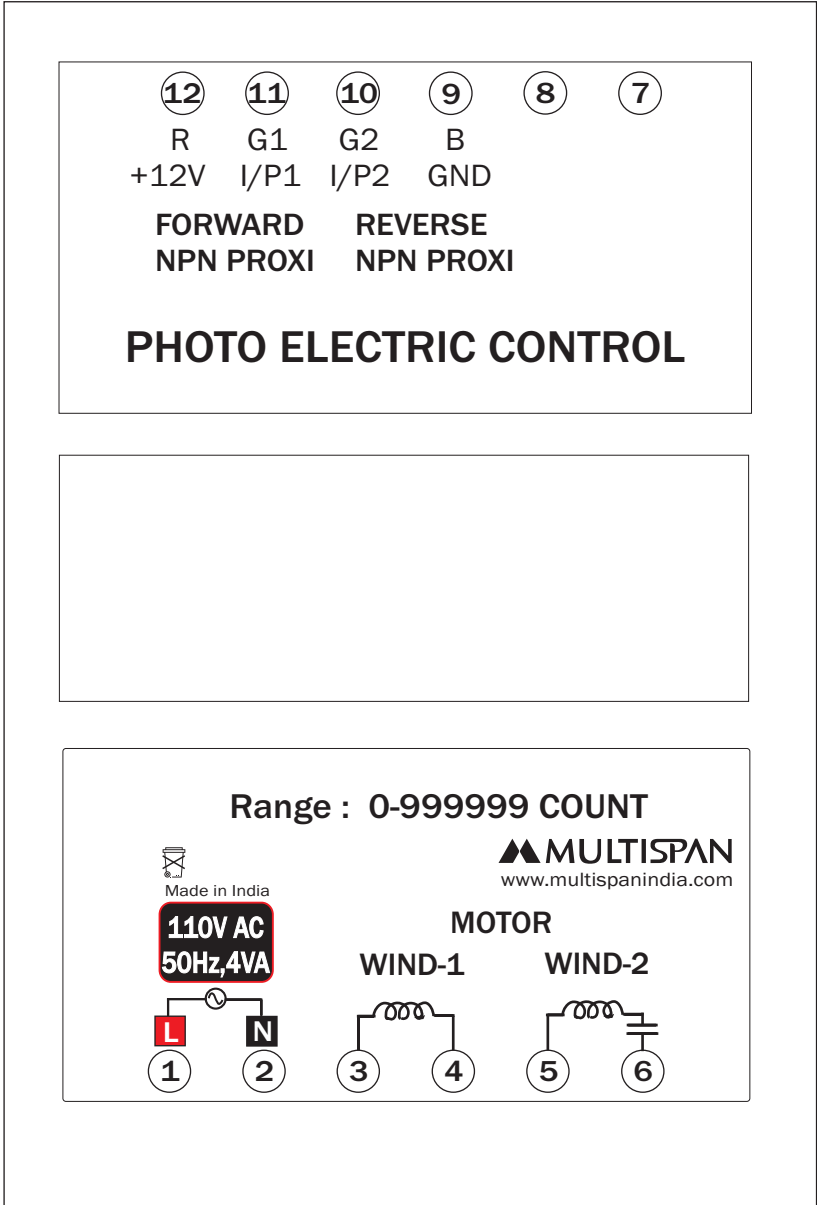 12 11 10 9 8 7
R G1 G2 B
+12V I/P1 I/P2 GND
FORWARD REVERSE
NPN PROXI NPN PROXI
PHOTO ELECTRIC CONTROL
Range : 0-999999 COUNT
MULTISPAN
www.multispanindia.com
Made in India
110V AC
50Hz,4VA
MOTOR
WIND-1 WIND-2
L N
1 2 3 4 5 6